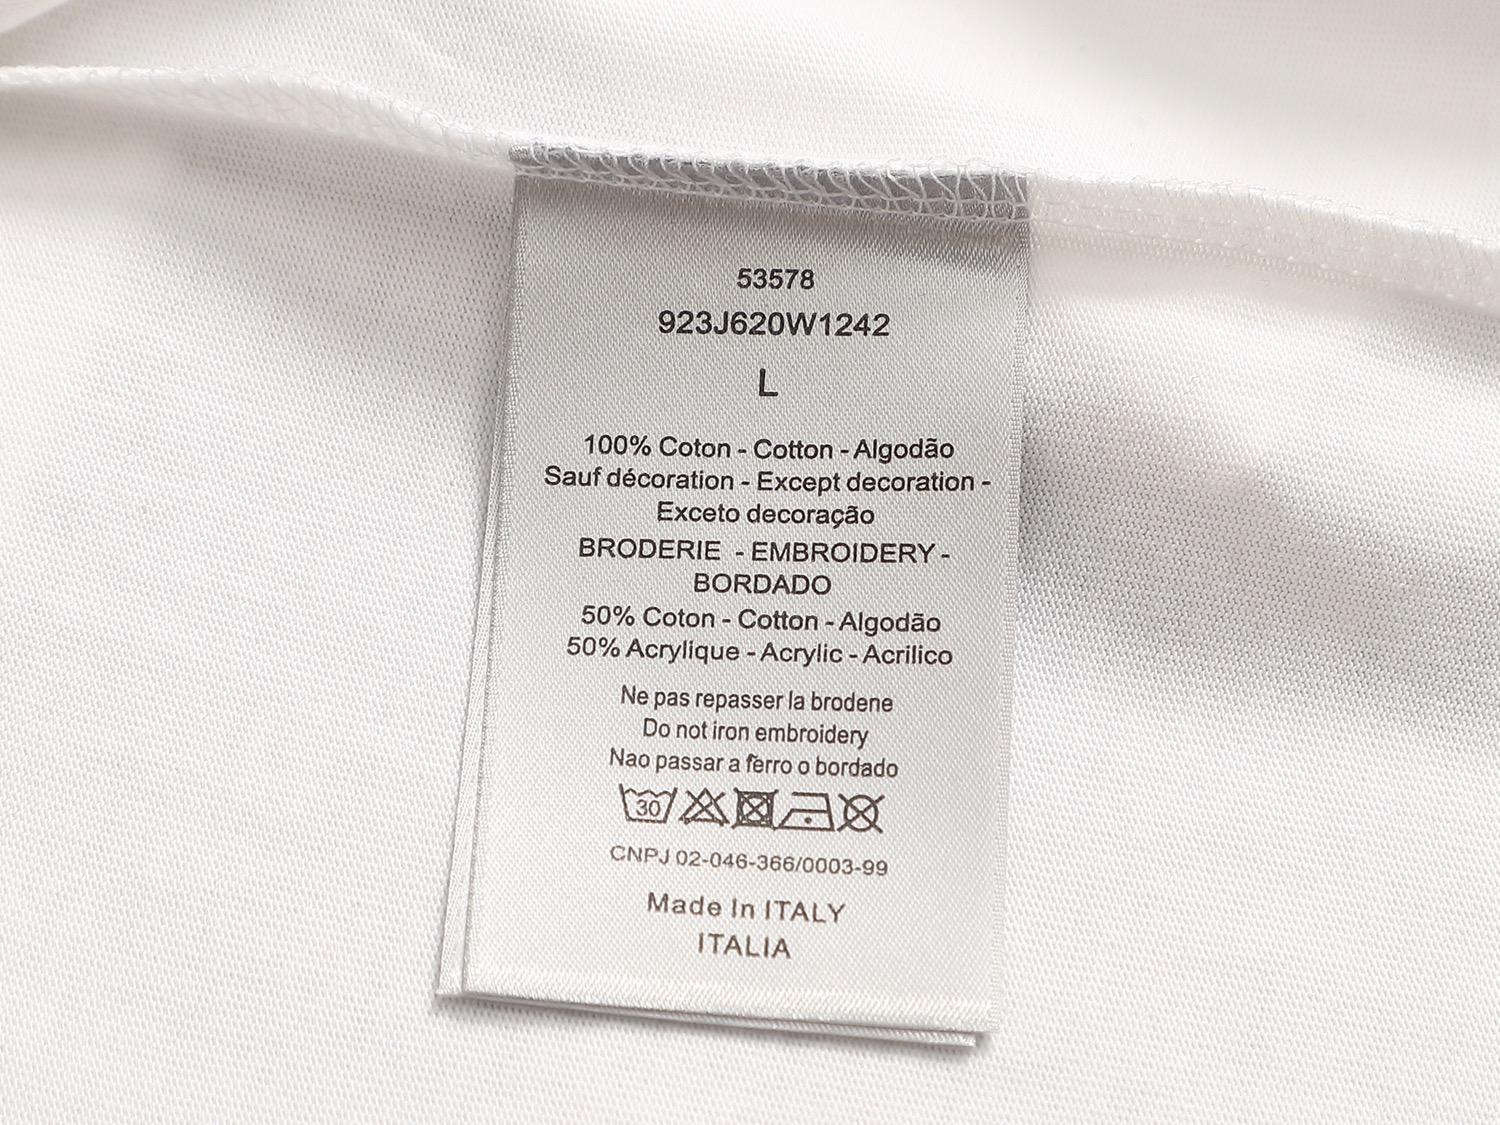 53578
923J620W1242
L
100% Coton - Cotton - Algodão
Sauf décoration - Except decoration -
Exceto decoração
BRODERIE - EMBROIDERY -
BORDADO
50% Coton - Cotton - Algodão
50% Acrylique - Acrylic - Acrilico
Ne pas repasser la brodene
Do not iron embroidery
Nao passar a ferro o bordado
30
CNPJ 02-046-366/0003-99
Made In ITALY
ITALIA